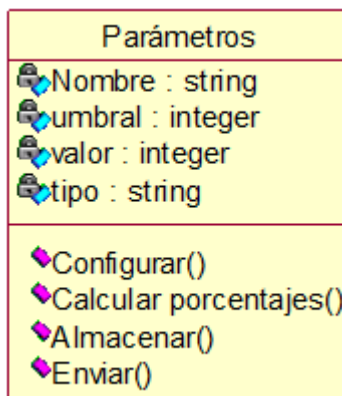 Parámetros
Nombre : string
umbral : integer
valor : integer
tipo : string
Configurar()
Calcular porcentajes()
Almacenar()
Enviar()